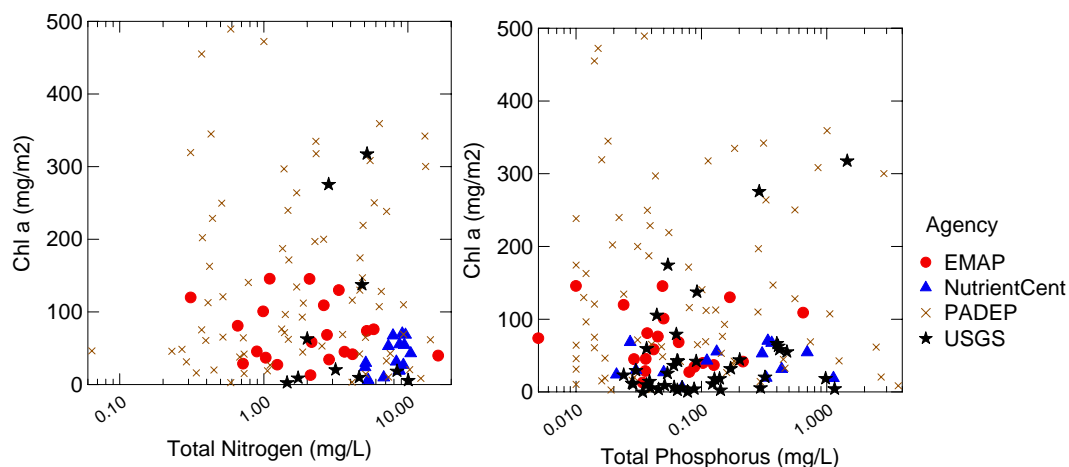 500
400
300
200
100
0
Chl a (mg/m2)
0.10
1.00
10.00
Total Nitrogen (mg/L)
500
400
300
200
100
0
Chl a (mg/m2)
0.010
0.100
1.000
Total Phosphorus (mg/L)
Agency
EMAP
NutrientCent
PADEP
USGS